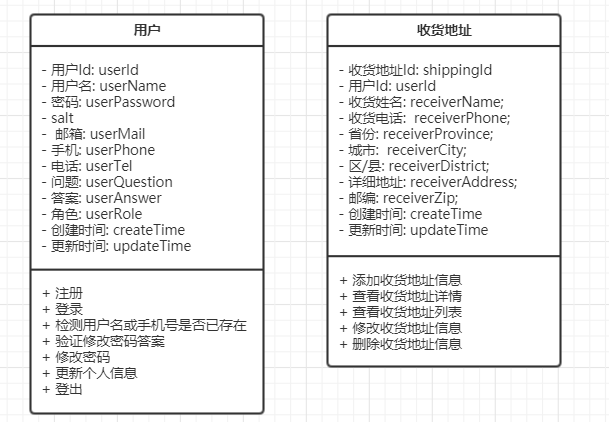 用户
- 用户Id: userId
- 用户名: userName
- 密码: userPassword
- salt
- 邮箱: userMail
- 手机: userPhone
- 电话: userTel
- 问题: userQuestion
- 答案: userAnswer
- 角色: userRole
- 创建时间: createTime
- 更新时间: updateTime
+ 注册
+ 登录
+ 检测用户名或手机号是否已存在
+ 验证修改密码答案
+ 修改密码
+ 更新个人信息
+ 登出
收货地址
- 收货地址Id: shippingId
- 用户Id: userId
- 收货姓名: receiverName;
- 收货电话: receiverPhone;
- 省份: receiverProvince;
- 城市: receiverCity;
- 区/县: receiverDistrict;
- 详细地址: receiverAddress;
- 邮编: receiverZip;
- 创建时间: createTime
- 更新时间: updateTime
+ 添加收货地址信息
+ 查看收货地址详情
+ 查看收货地址列表
+ 修改收货地址信息
+ 删除收货地址信息